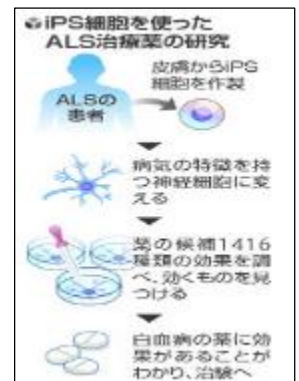 iPS細胞を使った
ALS治療薬の研究
ALSの
患者
皮膚からiPS
細胞を作製
病気の特徴を持
つ神経細胞に変
える
薬の候補1416
種類の効果を調
べ、効くものを見
つける
白血病の薬に効
果があることが
わかり、治験へ